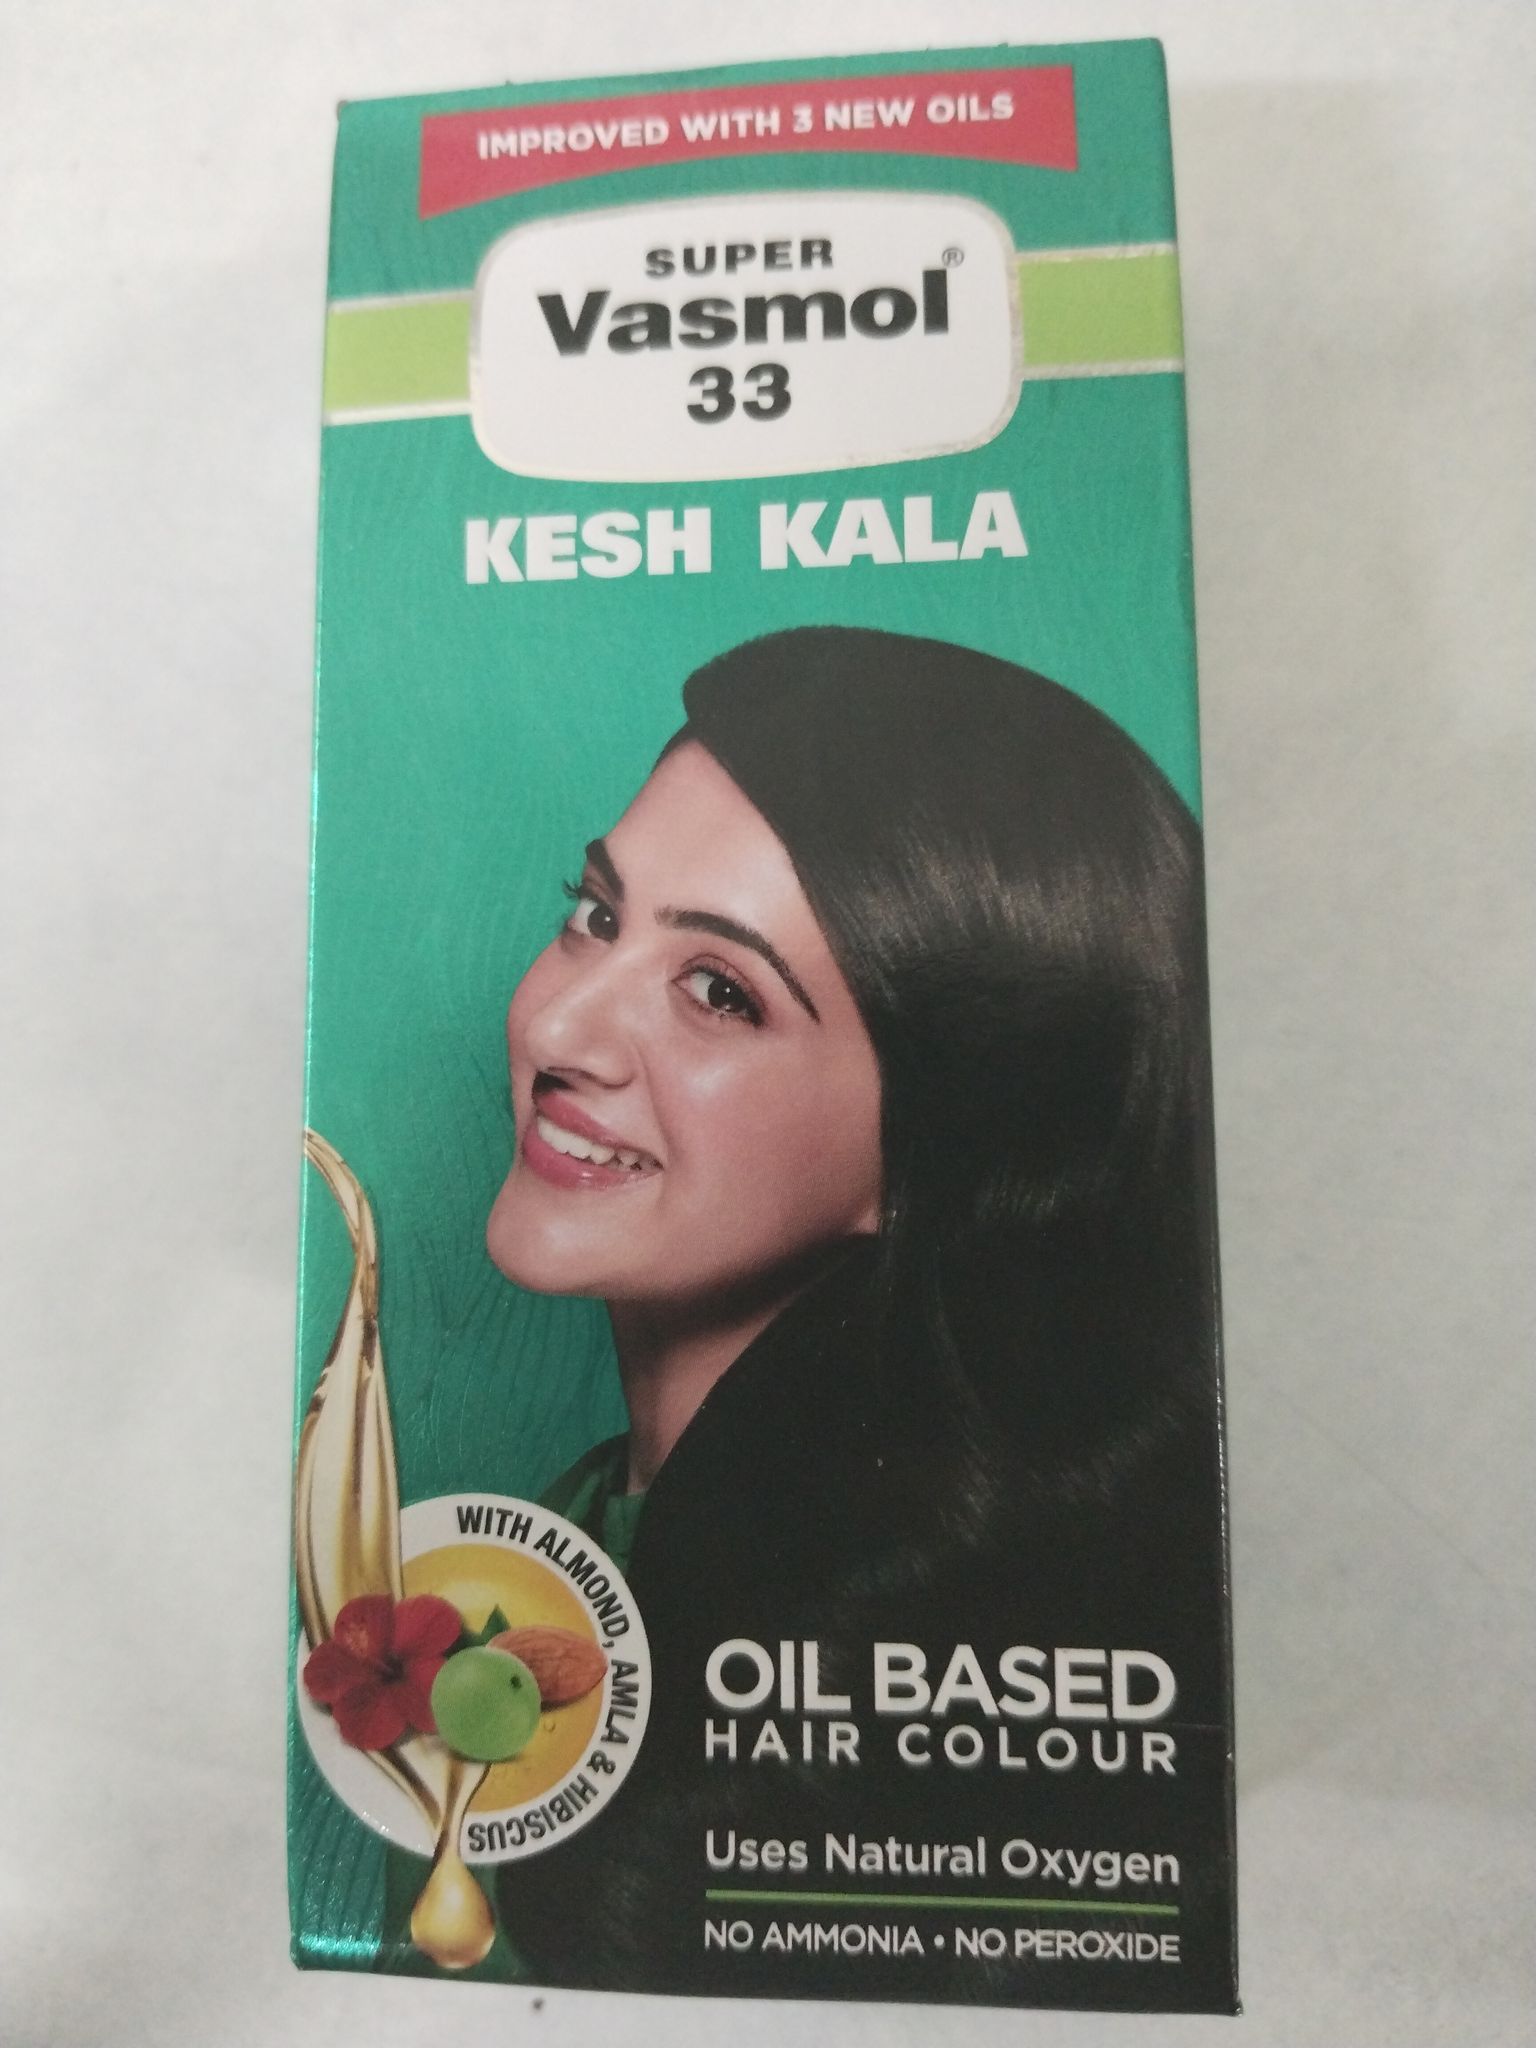 IMPROVED WITH 3 NEW OILS
SUPER
Vasmol®
33
KESH KALA
WITH ALMOND, AMLA & HIBISCUS
OIL BASED
HAIR COLOUR
Uses Natural Oxygen
NO AMMONIA • NO PEROXIDE